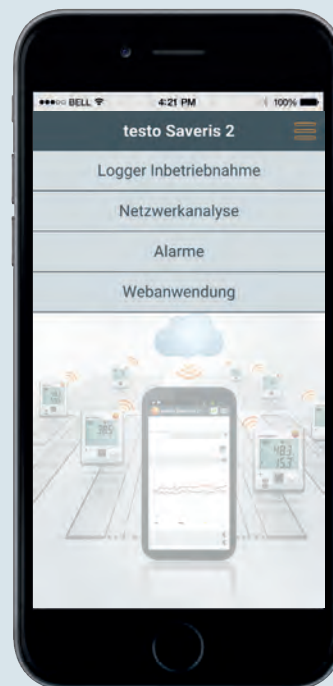 BELL 4:21 PM 100%
testo Saveris 2
Logger Inbetriebnahme
Netzwerkanalyse
Alarme
Webanwendung